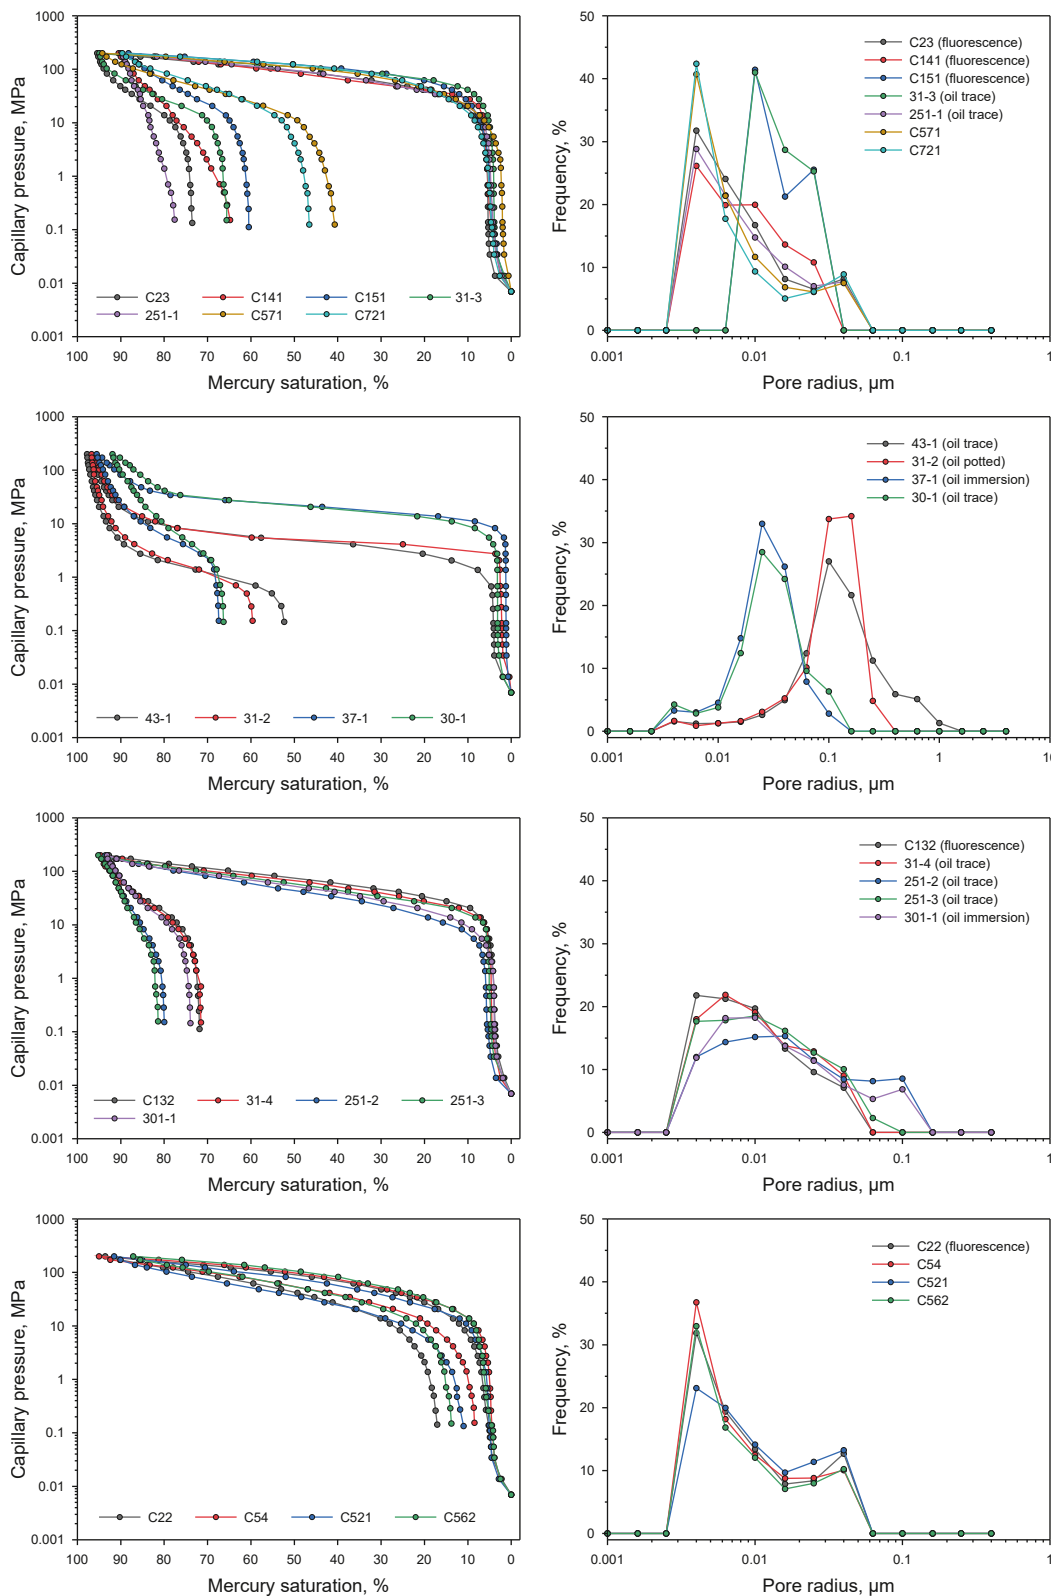 1000
100
10
1
0.1
0.01
0.001
Capillary pressure, MPa
C23 C141 C151 31-3
251-1 C571 C721
100 90 80 70 60 50 40 30 20 10 0
Mercury saturation, %
50
40
30
20
10
0
Frequency, %
C23 (fluorescence)
C141 (fluorescence)
C151 (fluorescence)
31-3 (oil trace)
251-1 (oil trace)
C571
C721
0.001 0.01 0.1 1
Pore radius, µm
1000
100
10
1
0.1
0.01
0.001
Capillary pressure, MPa
43-1 31-2 37-1 30-1
100 90 80 70 60 50 40 30 20 10 0
Mercury saturation, %
50
40
30
20
10
0
Frequency, %
43-1 (oil trace)
31-2 (oil potted)
37-1 (oil immersion)
30-1 (oil trace)
0.001 0.01 0.1 1 10
Pore radius, µm
1000
100
10
1
0.1
0.01
0.001
Capillary pressure, MPa
C132 31-4 251-2 251-3
301-1
100 90 80 70 60 50 40 30 20 10 0
Mercury saturation, %
50
40
30
20
10
0
Frequency, %
C132 (fluorescence)
31-4 (oil trace)
251-2 (oil trace)
251-3 (oil trace)
301-1 (oil immersion)
0.001 0.01 0.1 1
Pore radius, µm
1000
100
10
1
0.1
0.01
0.001
Capillary pressure, MPa
C22 C54 C521 C562
100 90 80 70 60 50 40 30 20 10 0
Mercury saturation, %
50
40
30
20
10
0
Frequency, %
C22 (fluorescence)
C54
C521
C562
0.001 0.01 0.1 1
Pore radius, µm